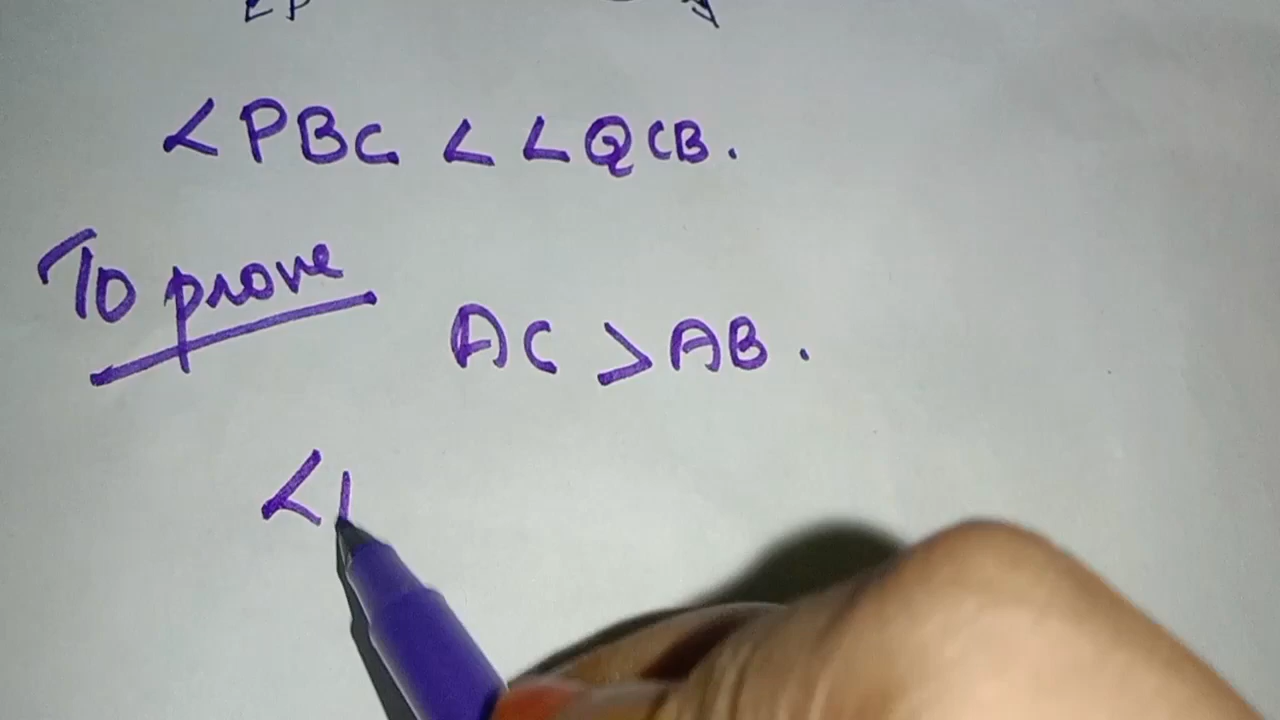 <PBC < ∠QCB.
To prove
AC > AB.
<